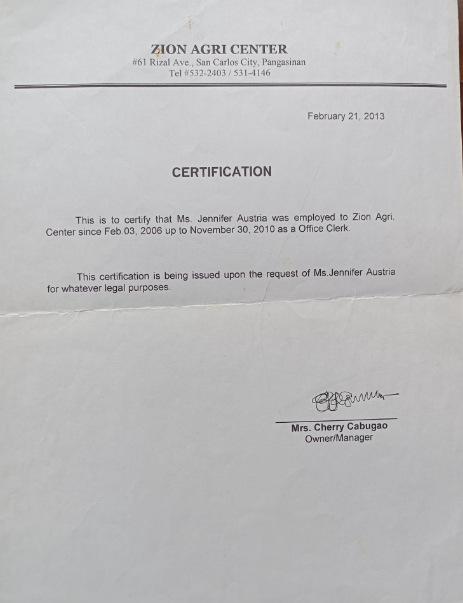 ZION AGRI CENTER
#61 Rizal Ave., San Carlos City, Pangasinan
Tel #532-2403 / 531-4146
February 21, 2013
CERTIFICATION
This is to certify that Ms. Jennifer Austria was employed to Zion Agri.
Center since Feb.03, 2006 up to November 30, 2010 as a Office Clerk.
This certification is being issued upon the request of Ms.Jennifer Austria
for whatever legal purposes.
Mrs. Cherry Cabugao
Owner/Manager